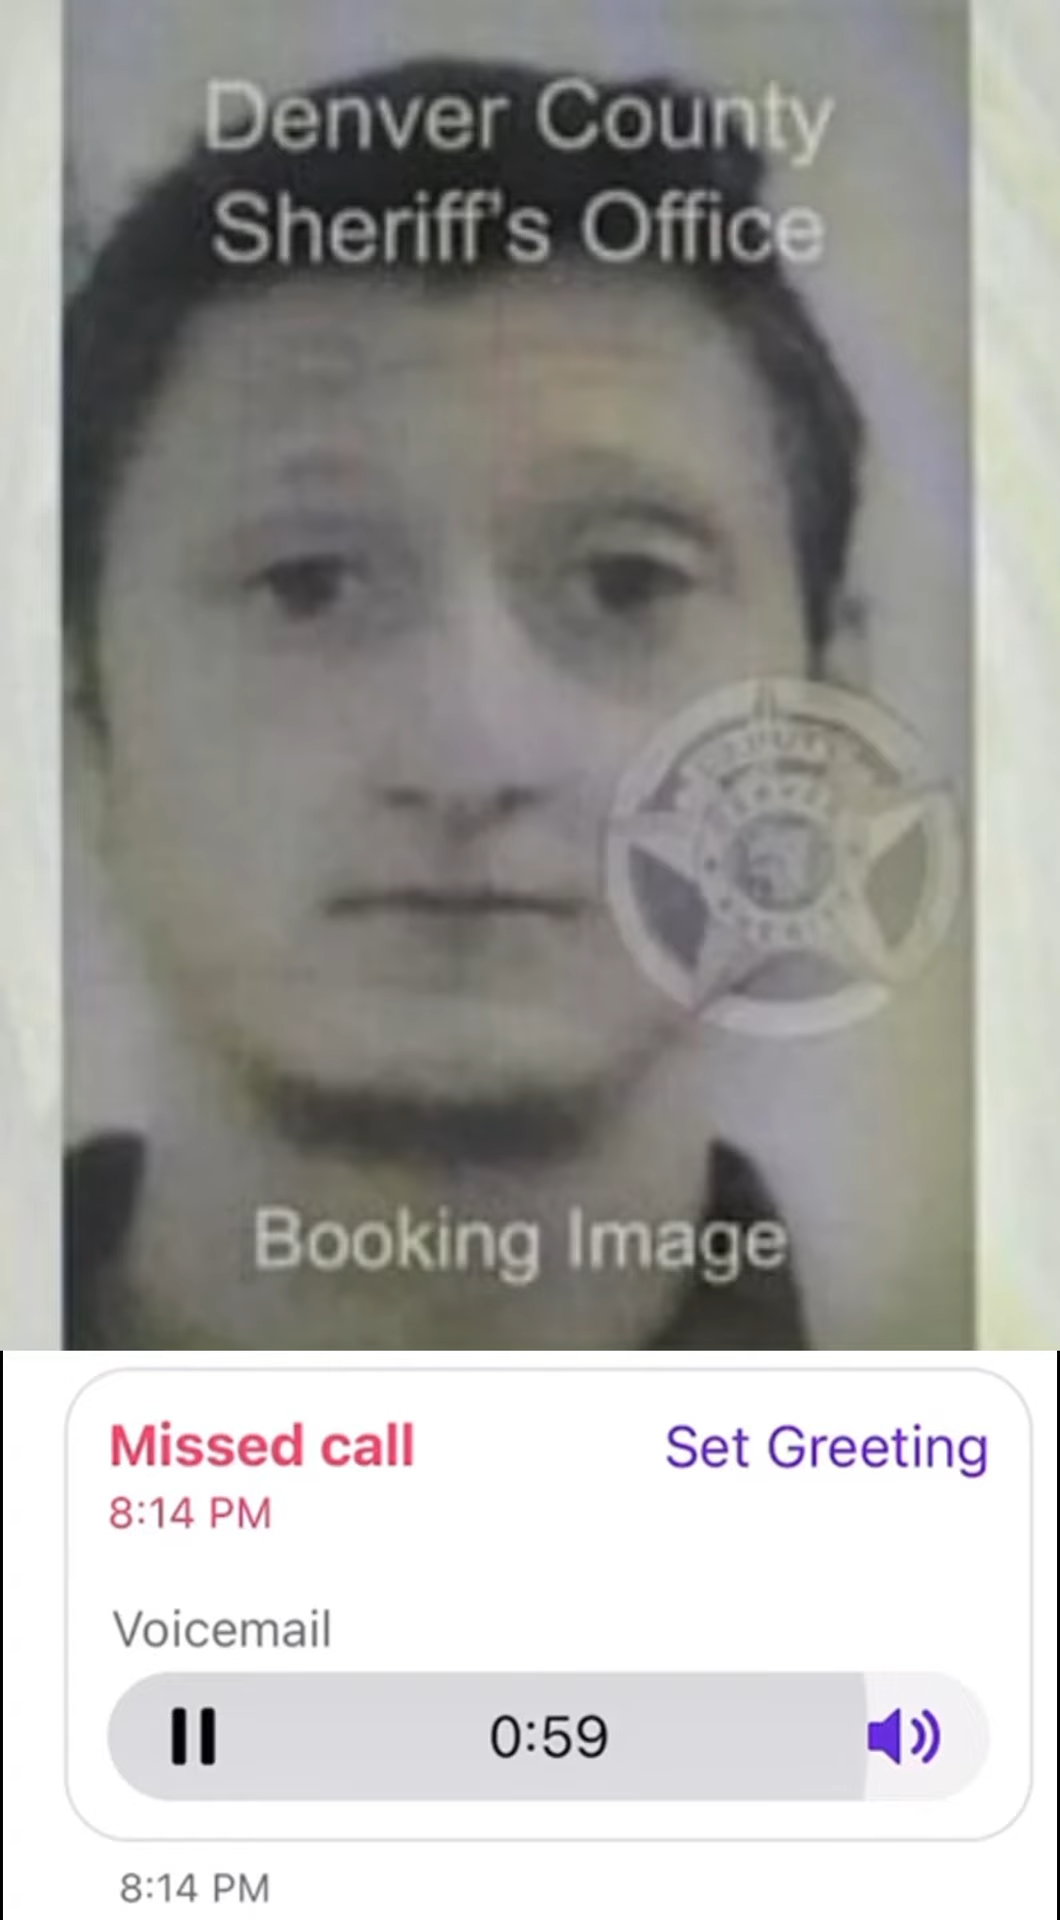 Denver County
Sheriff's Office
Booking Image
Missed call
Set Greeting
8:14 PM
Voicemail
0:59
8:14 PM